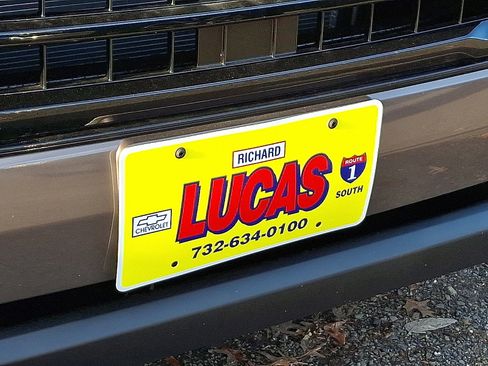 RICHARD
LUCAS
CHEVROLET
ROUTE
1
SOUTH
732-634-0100